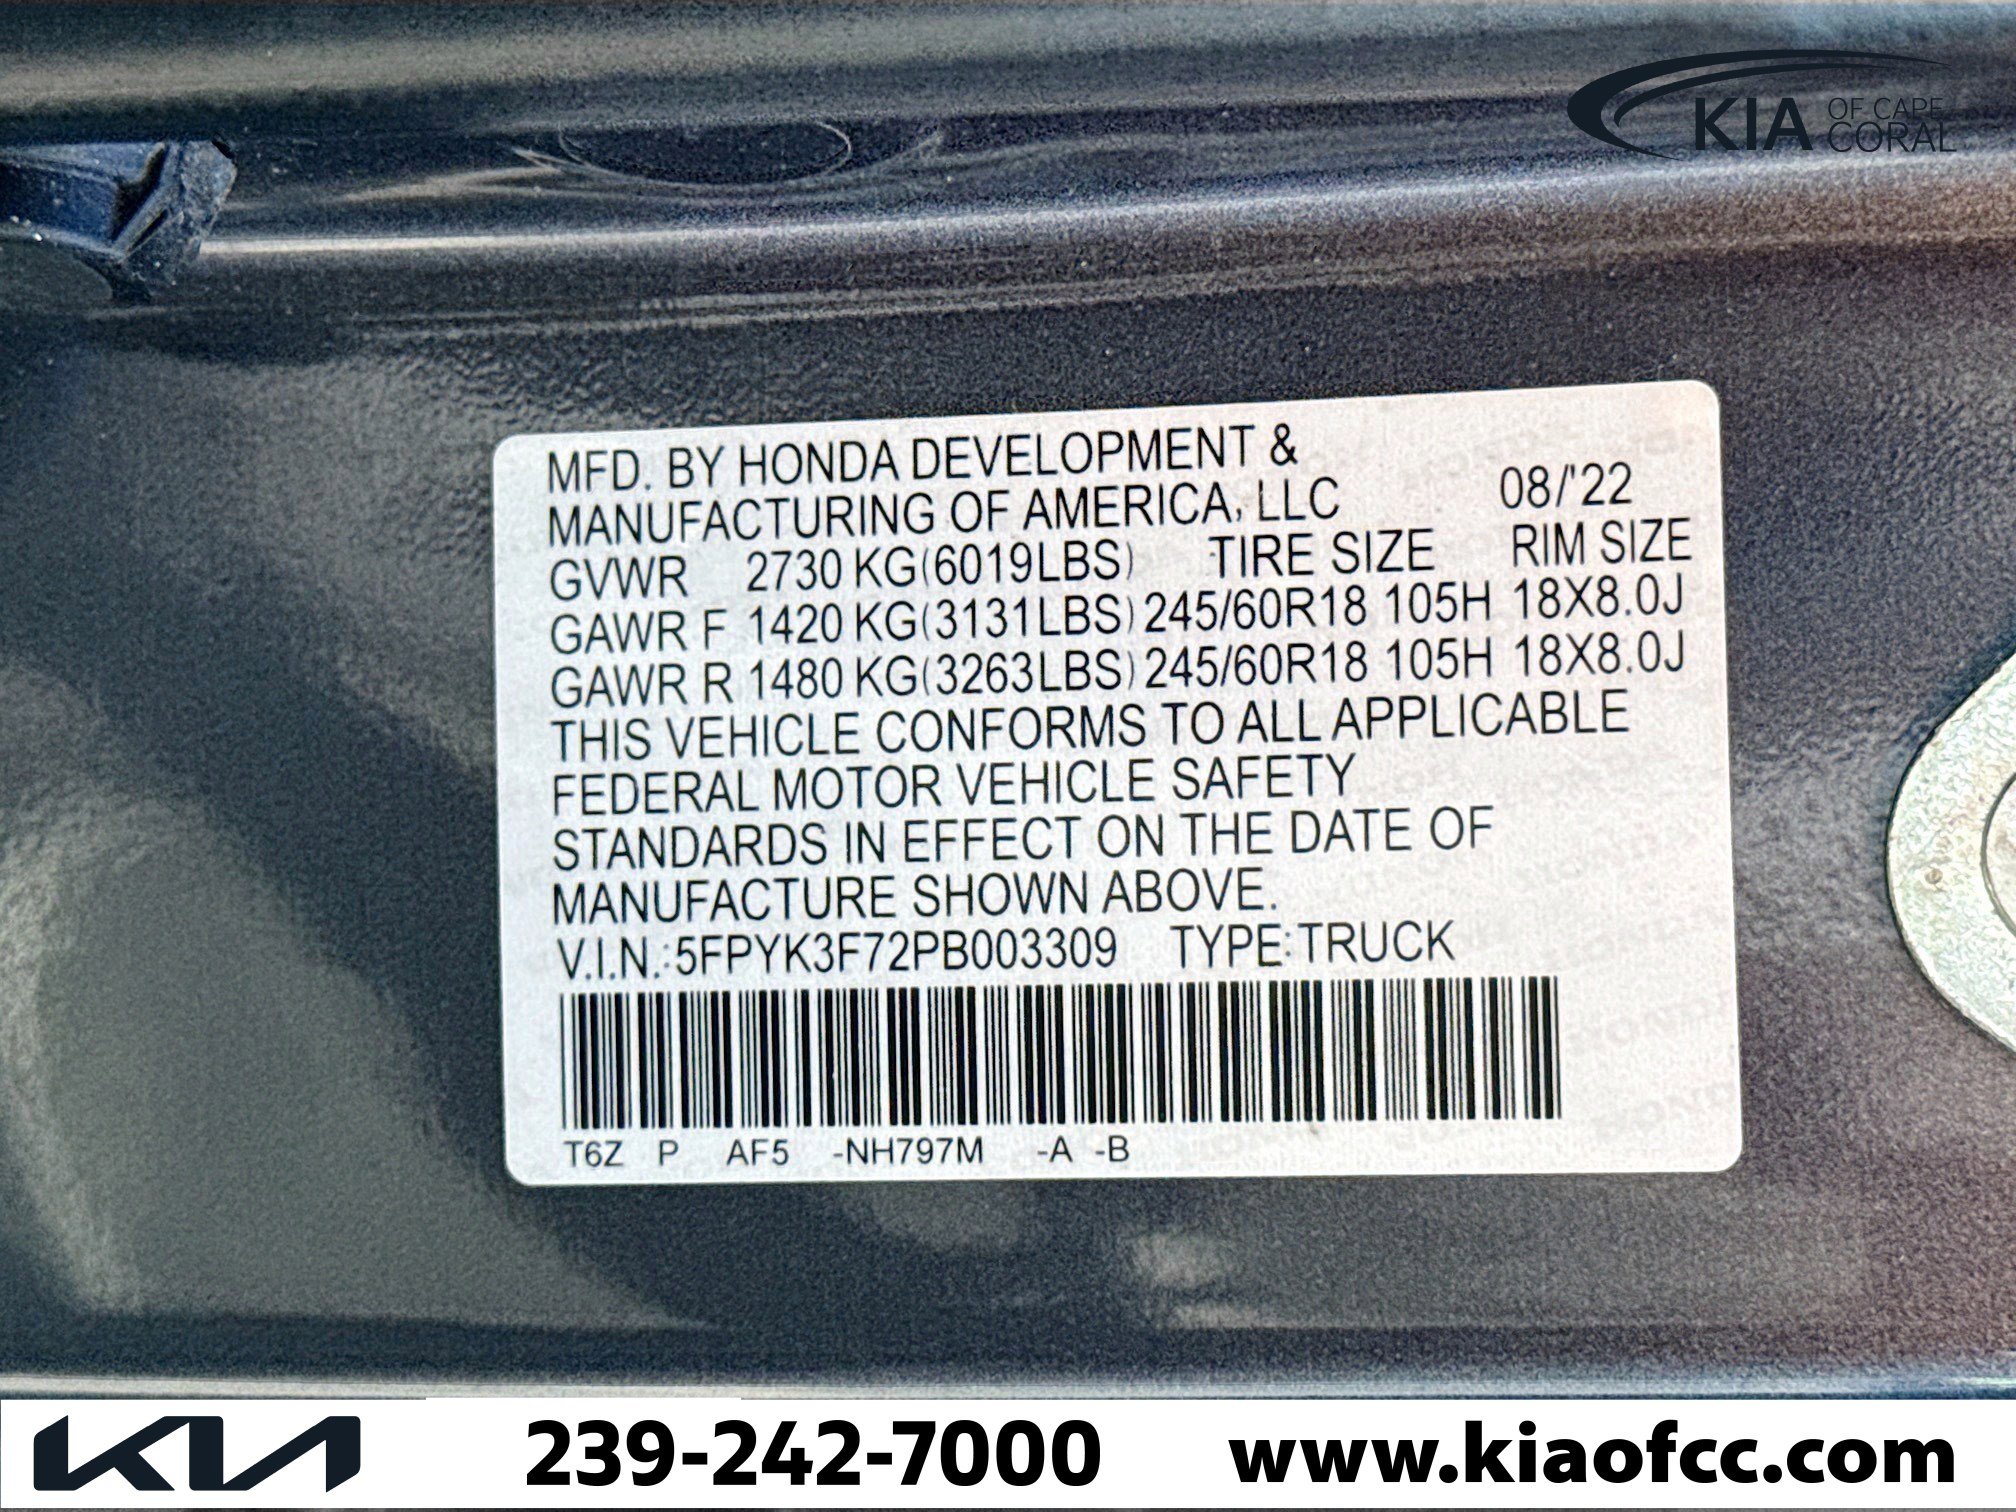 KIA OF CAPE CORAL
MFD. BY HONDA DEVELOPMENT &
MANUFACTURING OF AMERICA, LLC 08/'22
GVWR 2730 KG(6019LBS) TIRE SIZE RIM SIZE
GAWR F 1420 KG(3131LBS) 245/60R18 105H 18X8.0J
GAWR R 1480 KG(3263LBS) 245/60R18 105H 18X8.0J
THIS VEHICLE CONFORMS TO ALL APPLICABLE
FEDERAL MOTOR VEHICLE SAFETY
STANDARDS IN EFFECT ON THE DATE OF
MANUFACTURE SHOWN ABOVE.
V.I.N.:5FPYK3F72PB003309 TYPE:TRUCK
T6Z P AF5 -NH797M -A -B
KIA 239-242-7000 www.kiaofcc.com